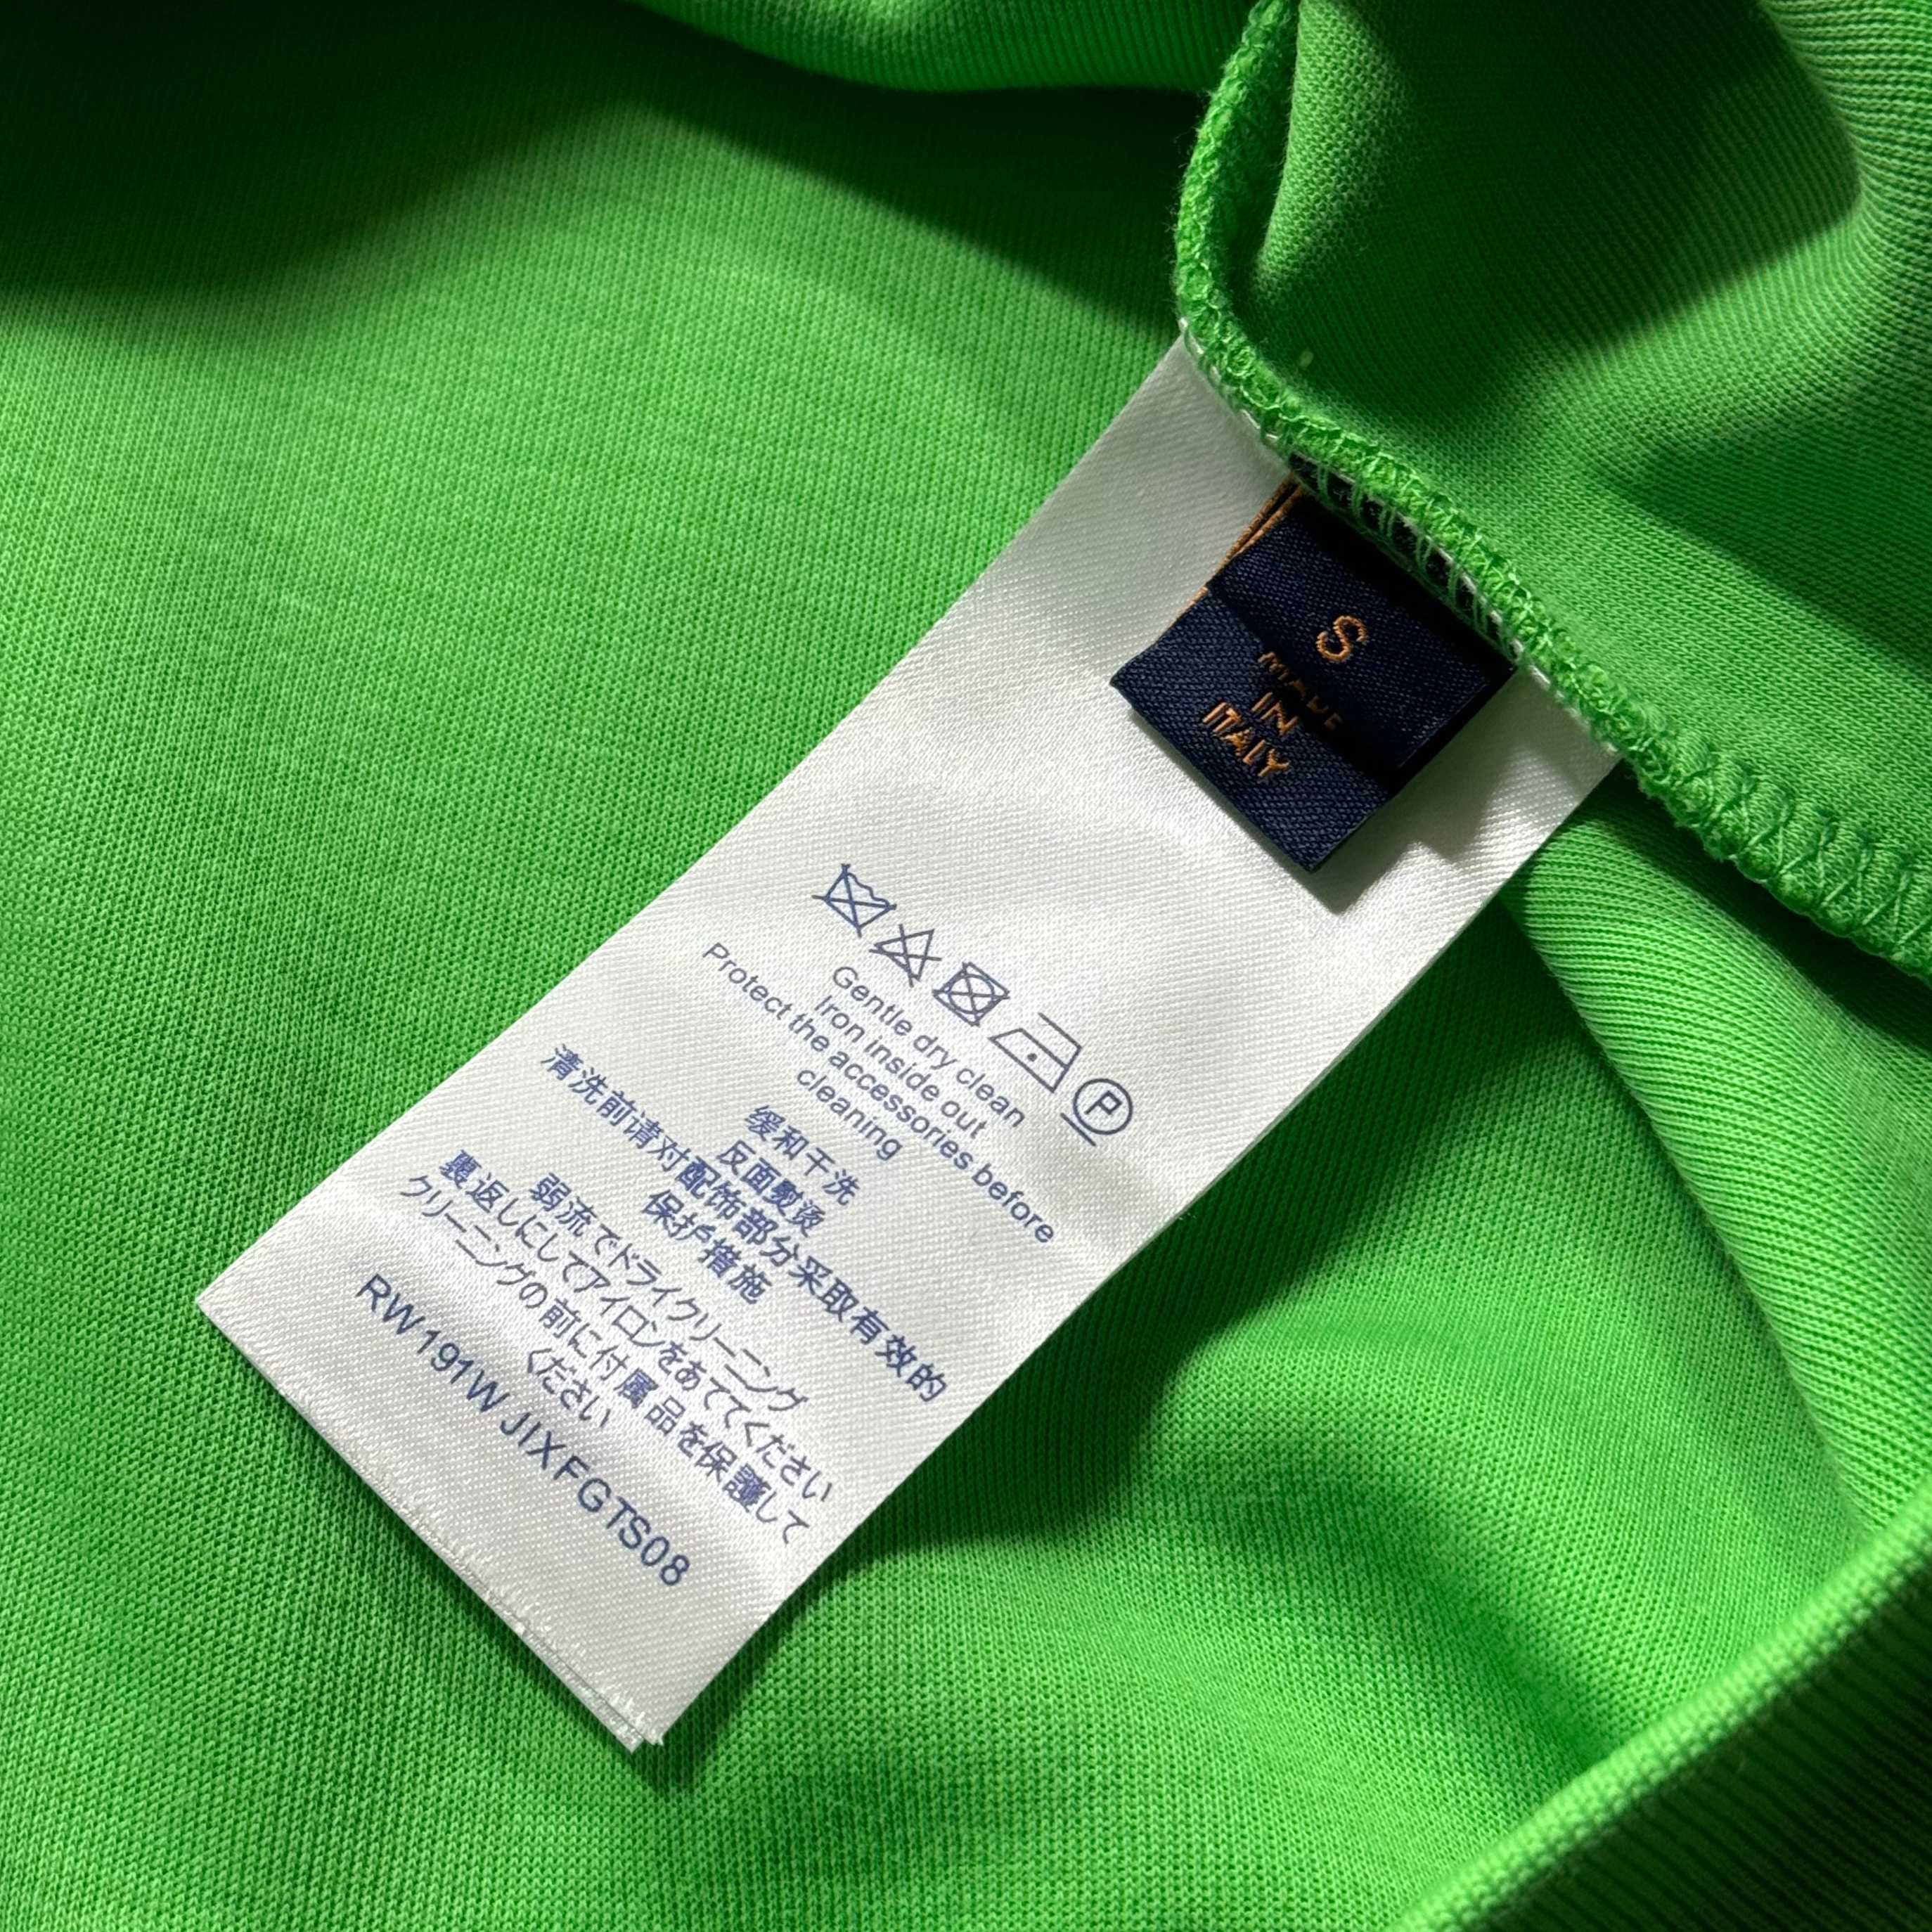 S
MADE
IN
ITALY
P
Gentle dry clean
Iron inside out
Protect the accessories before
cleaning
缓和干洗
反面熨烫
清洗前请对配饰部分采取有效的
保护措施
弱流でドライクリーニング
裏返しにしてアイロンをあててください
クリーニングの前に付属品を保護して
ください
RW191W JIXFGTS08